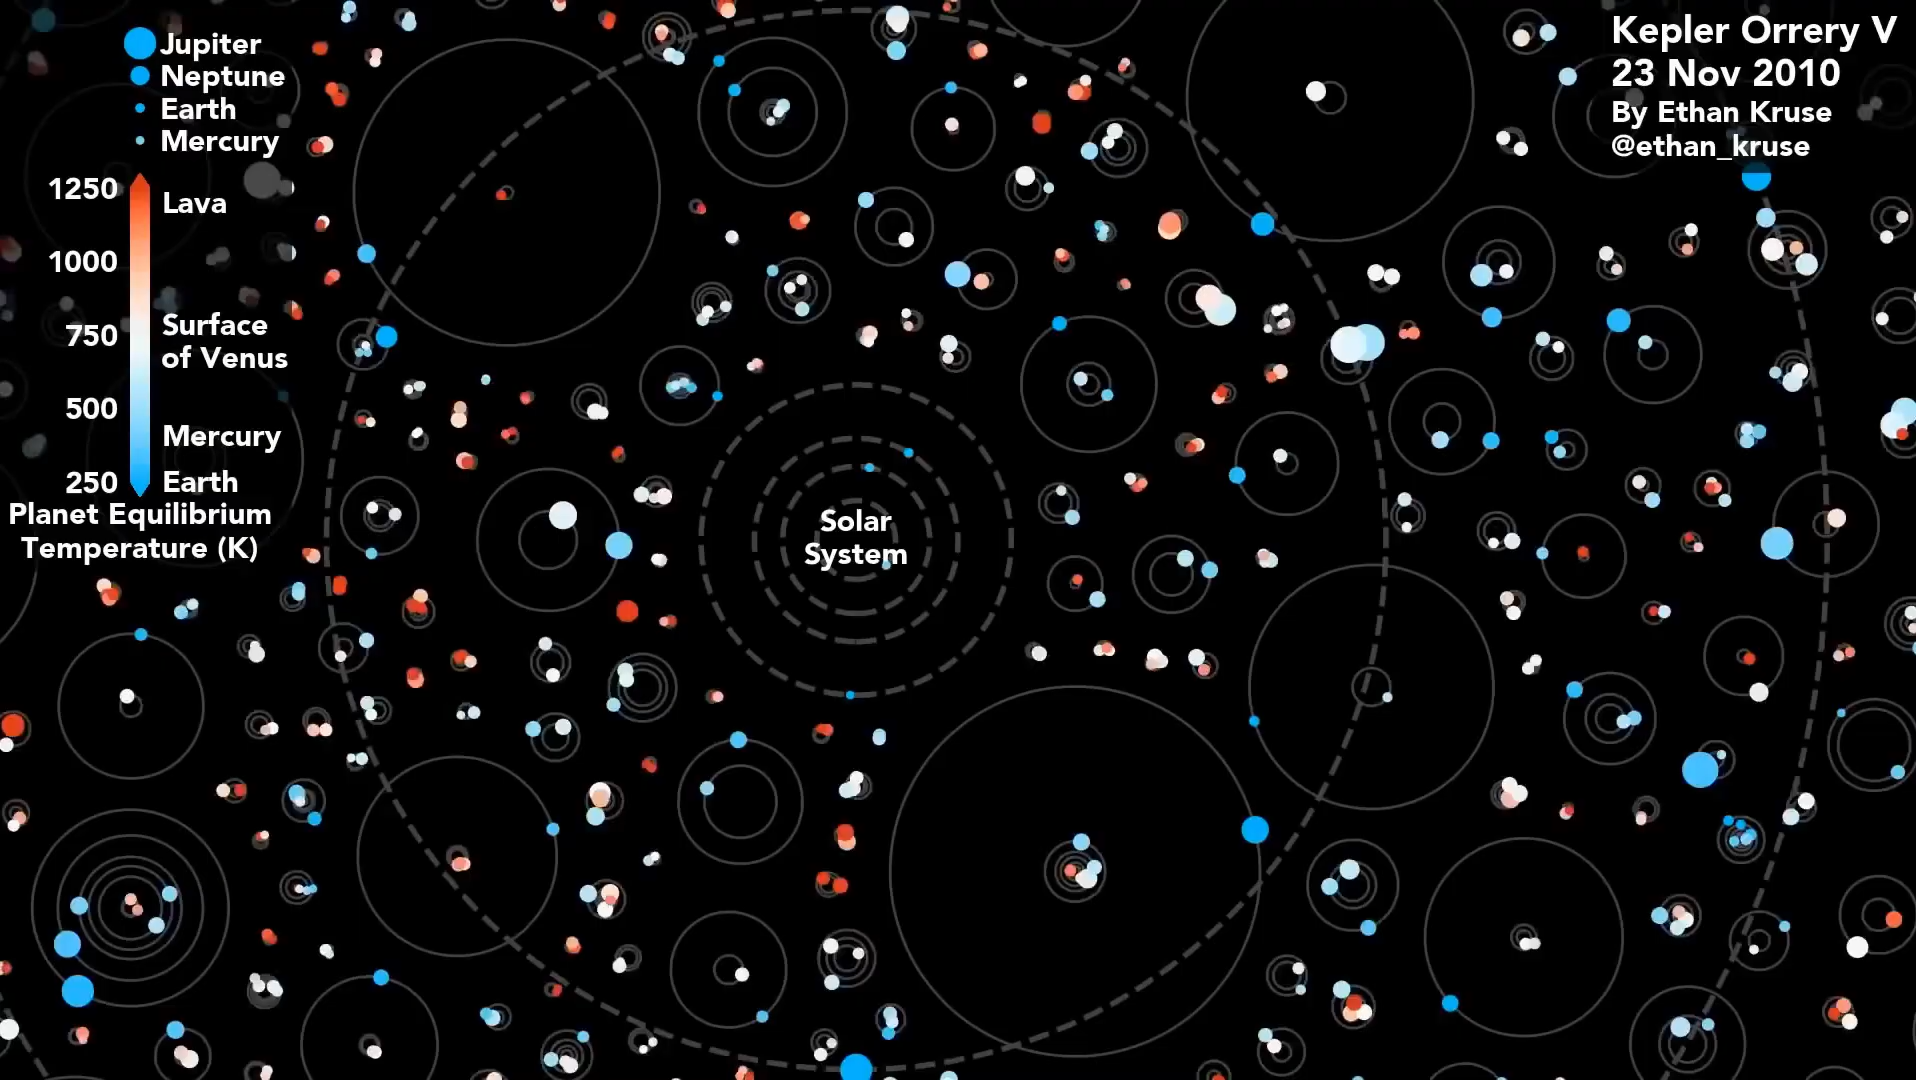 Jupiter
Neptune
Earth
Mercury
1250
Lava
1000
750
Surface
of Venus
500
Mercury
250
Earth
Planet Equilibrium
Temperature (K)
Solar
System
Kepler Orrery V
23 Nov 2010
By Ethan Kruse
@ethan_kruse